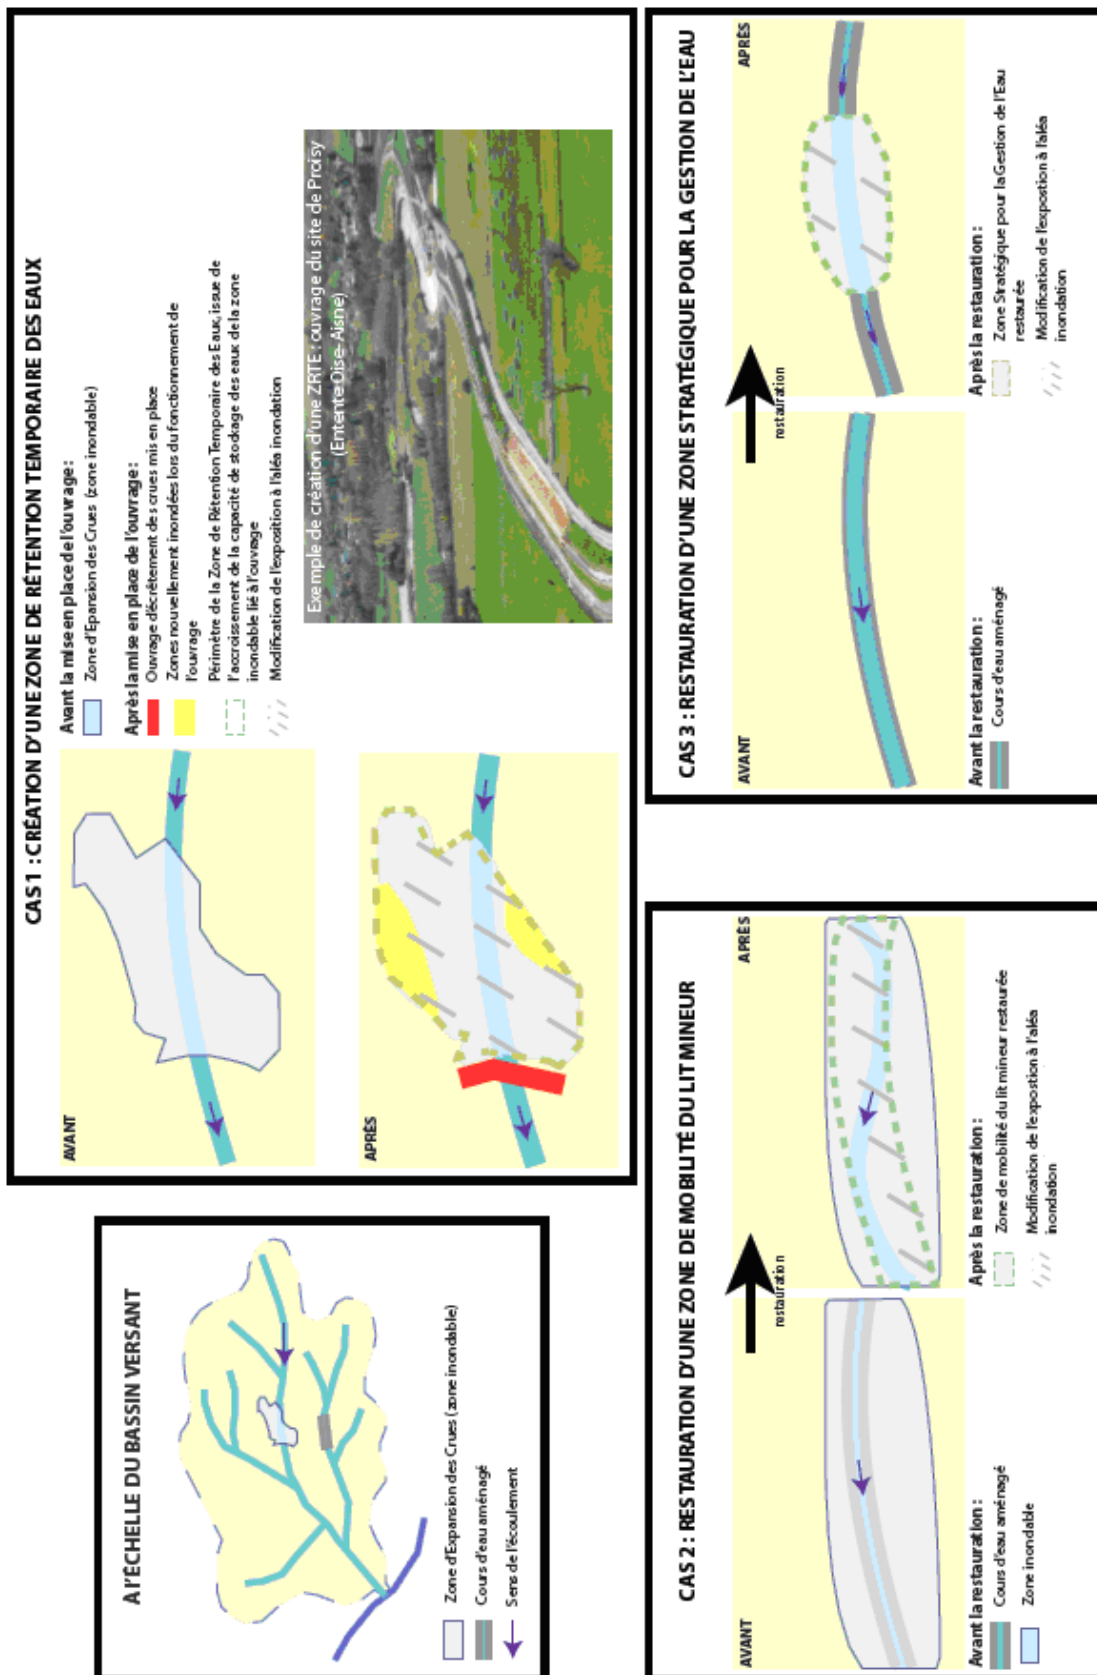 A l'ÉCHELLE DU BASSIN VERSANT
Zone d'Expansion des Crues (zone inondable)
Cours d'eau aménagé
Sens de l'écoulement
CAS 1 : CRÉATION D'UNE ZONE DE RÉTENTION TEMPORAIRE DES EAUX
AVANT
APRÈS
Avant la mise en place de l'ouvrage :
Zone d'Epansion des Crues (zone inondable)
Après la mise en place de l'ouvrage :
Ouvrage d'écrêtement des crues mis en place
Zones nouvellement inondées lors du fonctionnement de
l'ouvrage
Périmètre de la Zone de Rétention Temporaire des Eaux, issue de
l'accroissement de la capacité de stockage des eaux de la zone
inondable lié à l'ouvrage
Modification de l'exposition à l'aléa inondation
Exemple de création d'une ZRTE : ouvrage du site de Proisy
(Entente Oise-Aisne)
CAS 2 : RESTAURATION D'UNE ZONE DE MOBILITÉ DU LIT MINEUR
AVANT
restauration
APRÈS
Avant la restauration :
Cours d'eau aménagé
Zone inondable
Après la restauration :
Zone de mobilité du lit mineur restaurée
Modification de l'expostion à l'aléa
inondation
CAS 3 : RESTAURATION D'UNE ZONE STRATÉGIQUE POUR LA GESTION DE L'EAU
AVANT
restauration
APRÈS
Avant la restauration :
Cours d'eau aménagé
Après la restauration :
Zone Stratégique pour la Gestion de l'Eau
restaurée
Modification de l'expostion à l'aléa
inondation